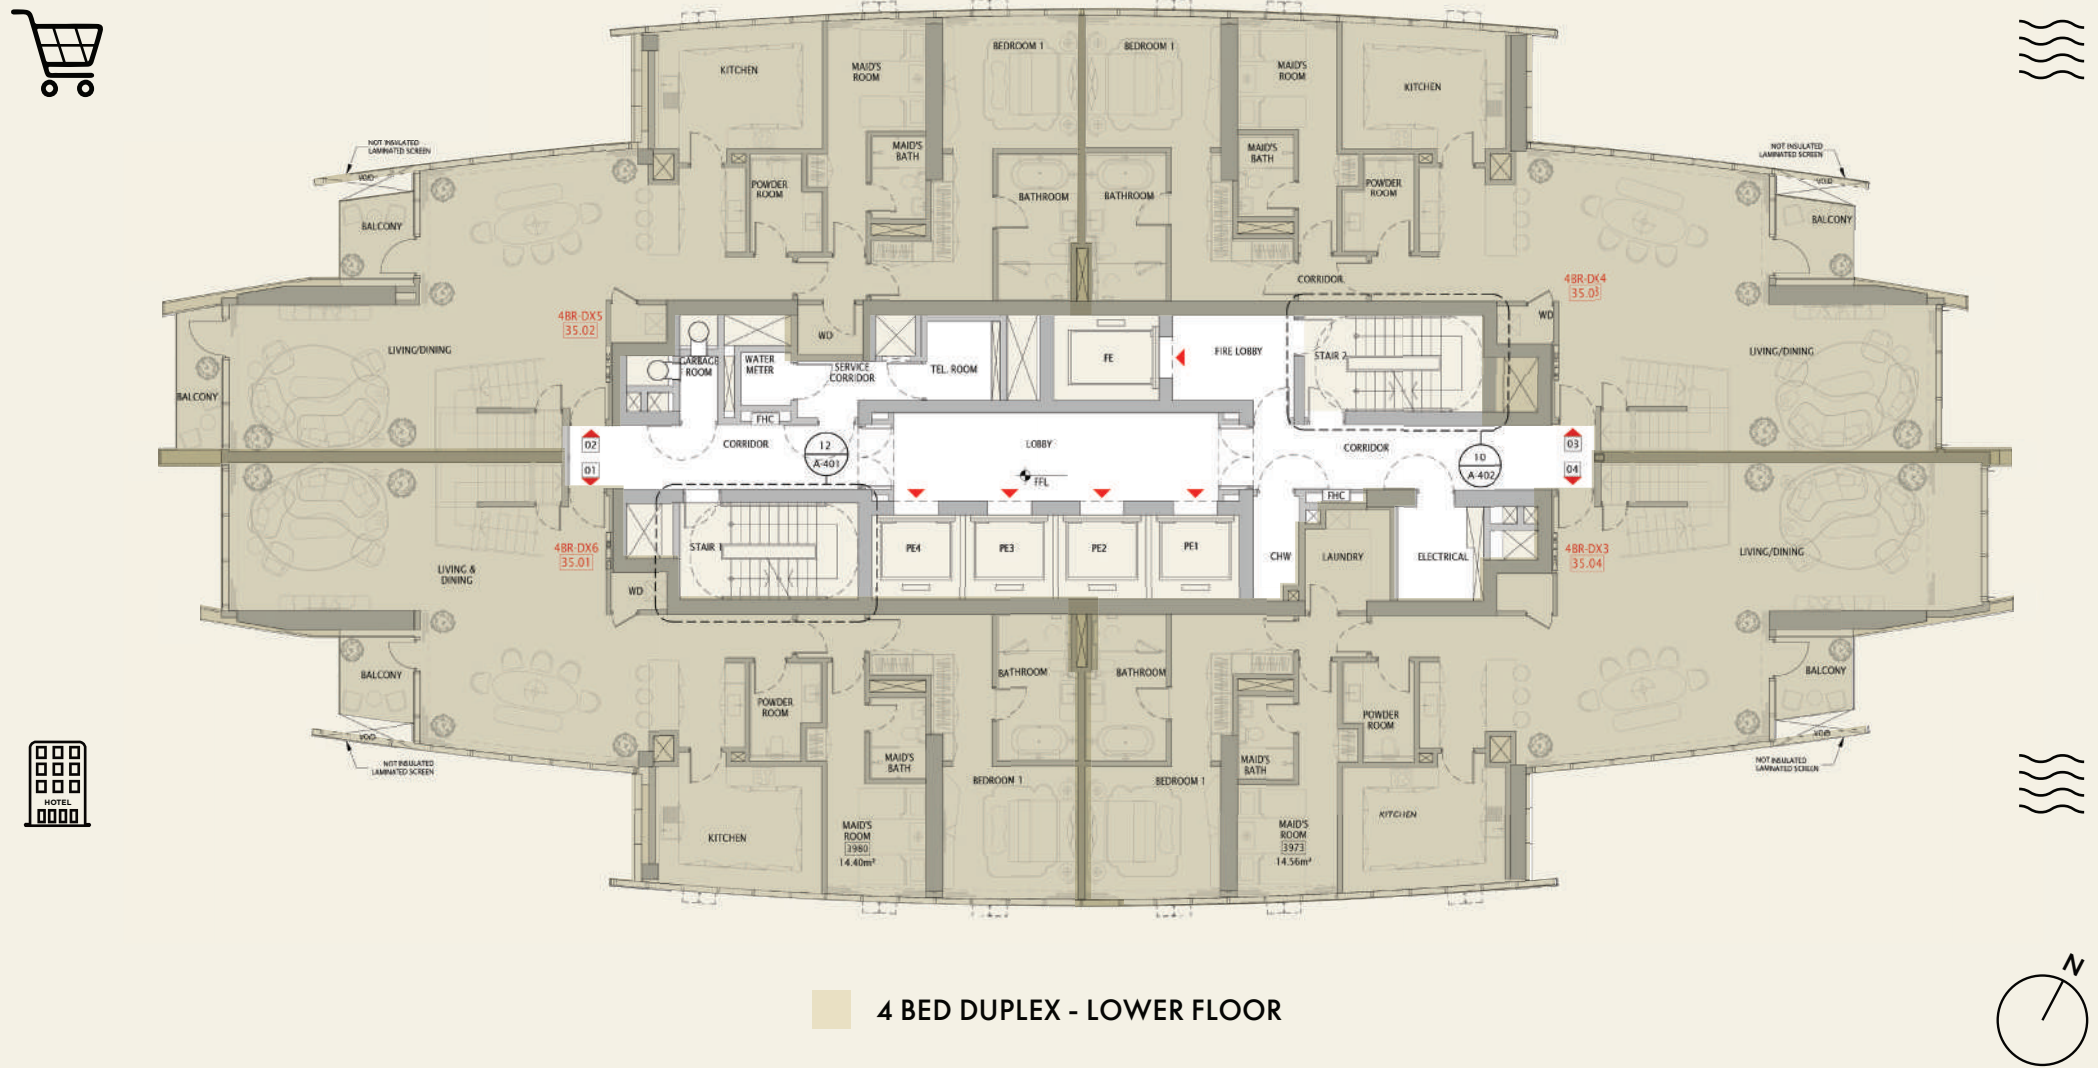 BEDROOM 1
BEDROOM 1
KITCHEN
MAID'S
ROOM
MAID'S
ROOM
KITCHEN
NOT INSULATED
LAMINATED SCREEN
MAID'S
BATH
MAID'S
BATH
NOT INSULATED
LAMINATED SCREEN
VOID
POWDER
ROOM
BATHROOM
BATHROOM
POWDER
ROOM
VOID
BALCONY
BALCONY
CORRIDOR
4BR-DX5
35.02
4BR-DX4
35.03
WD
WD
LIVING/DINING
GARBAGE
ROOM
WATER
METER
SERVICE
CORRIDOR
TEL. ROOM
FE
FIRE LOBBY
STAIR 2
LIVING/DINING
BALCONY
FHC
02
CORRIDOR
12
A-401
LOBBY
CORRIDOR
10
A-402
03
01
04
FFL
FHC
4BR-DX6
35.01
STAIR 1
PE4
PE3
PE2
PE1
CHW
LAUNDRY
ELECTRICAL
4BR-DX3
35.04
LIVING &
DINING
WD
LIVING/DINING
BALCONY
BATHROOM
BATHROOM
BALCONY
POWDER
ROOM
POWDER
ROOM
VOID
VOID
NOT INSULATED
LAMINATED SCREEN
MAID'S
BATH
MAID'S
BATH
NOT INSULATED
LAMINATED SCREEN
BEDROOM 1
BEDROOM 1
HOTEL
KITCHEN
MAID'S
ROOM
3980
14.40m²
MAID'S
ROOM
3973
14.56m²
KITCHEN
N
4 BED DUPLEX - LOWER FLOOR